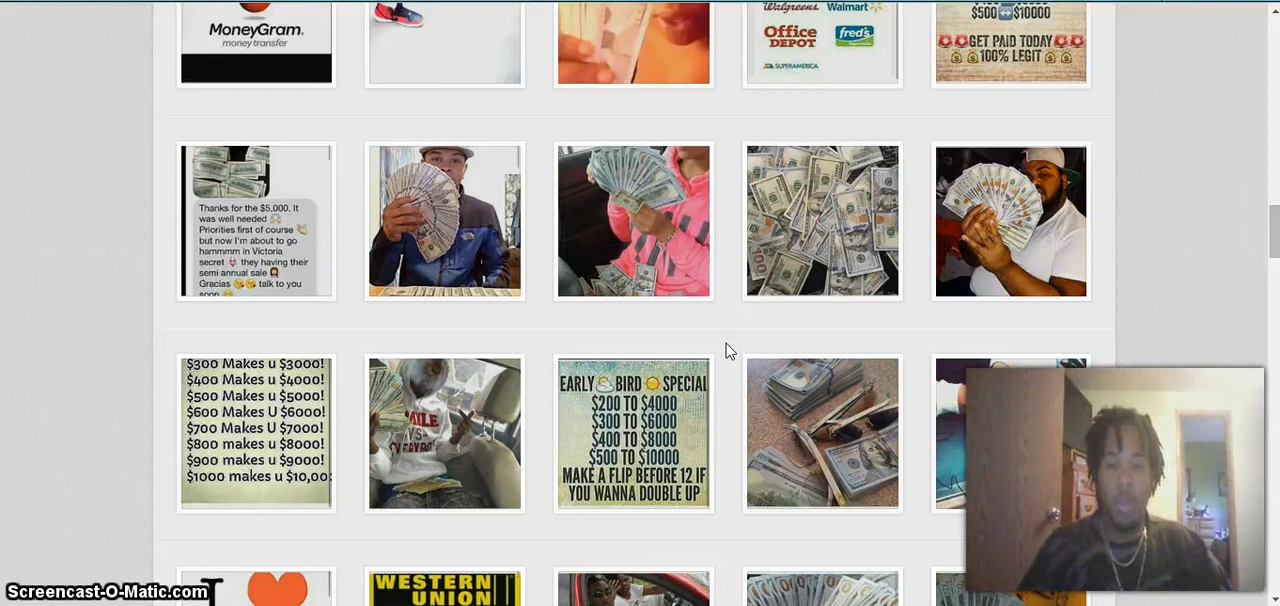 MoneyGram.
money transfer
Walgreens
Walmart
Office
DEPOT
fred's
SUPERAMERICA
$500↔$10000
GET PAID TODAY
100% LEGIT
Thanks for the $5,000. It
was well needed
Priorities first of course
but now I'm about to go
hammmm in Victoria
secret 👙 they having their
semi annual sale
Gracias 😘😘 talk to you
soon
$300 Makes u $3000!
$400 Makes u $4000!
$500 Makes u $5000!
$600 Makes U $6000!
$700 Makes U $7000!
$800 makes u $8000!
$900 makes u $9000!
$1000 makes u $10,00
EARLY BIRD SPECIAL
$200 TO $4000
$300 TO $6000
$400 TO $8000
$500 TO $10000
MAKE A FLIP BEFORE 12 IF
YOU WANNA DOUBLE UP
I
WESTERN
UNION
Screencast-O-Matic.com